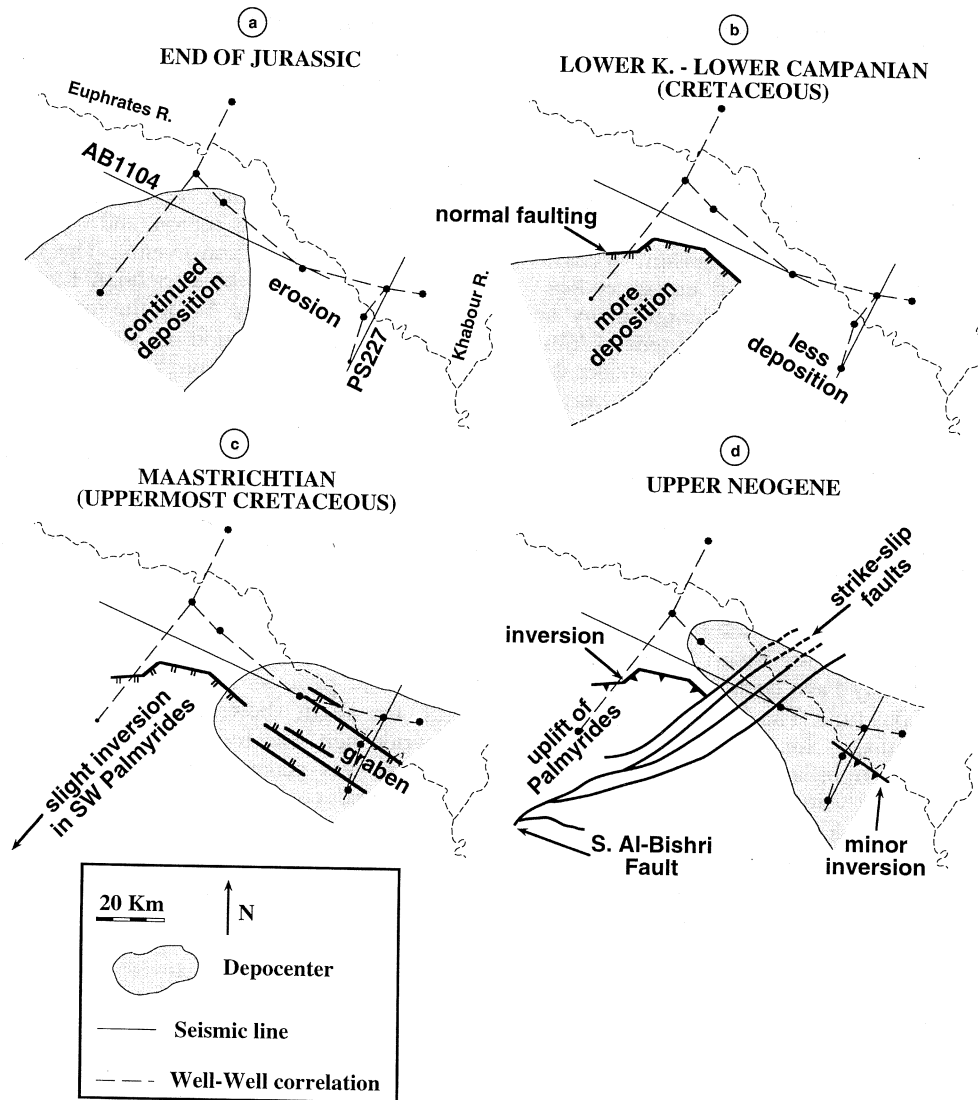 a
END OF JURASSIC
Euphrates R.
AB1104
continued
deposition
erosion
PS227
Khabour R.
b
LOWER K. - LOWER CAMPANIAN
(CRETACEOUS)
normal faulting
more
deposition
less
deposition
c
MAASTRICHTIAN
(UPPERMOST CRETACEOUS)
slight inversion
in SW Palmyrides
graben
d
UPPER NEOGENE
strike-slip
faults
inversion
uplift of
Palmyrides
S. Al-Bishri
Fault
minor
inversion
20 Km
N
Depocenter
Seismic line
Well-Well correlation